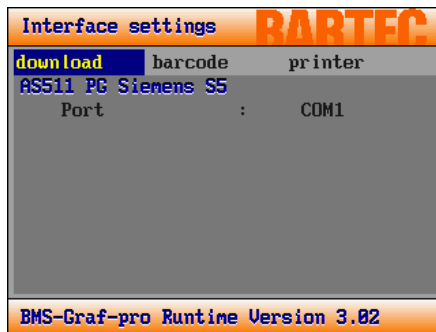 Interface settings BARTEC
download barcode printer
AS511 PG Siemens S5
Port : COM1
BMS-Graf-pro Runtime Version 3.02